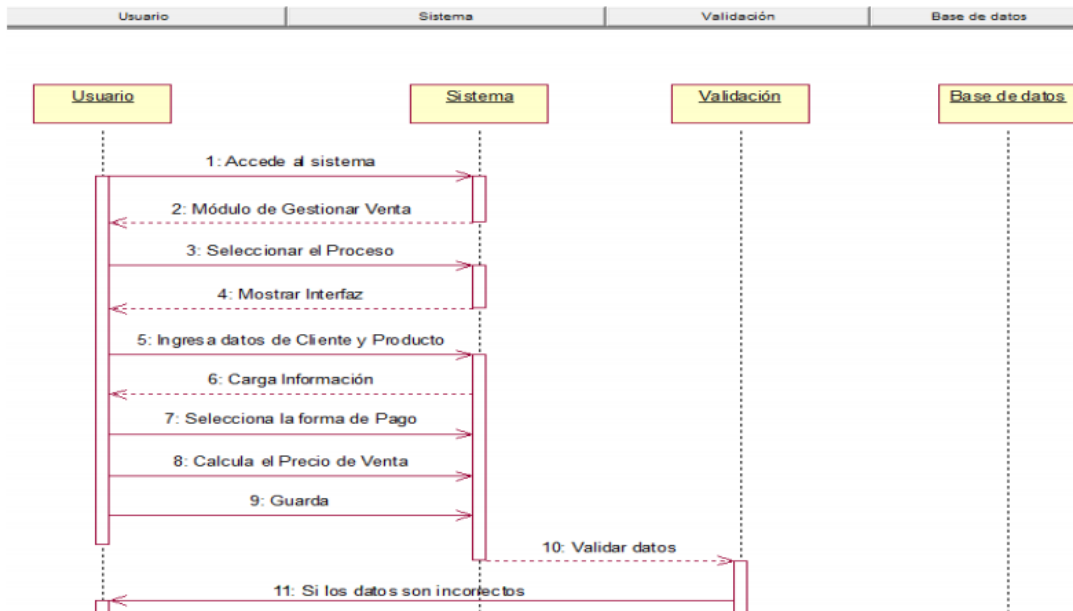 Usuario
Sistema
Validación
Base de datos
Usuario
Sistema
Validación
Base de datos
1: Accede al sistema
2: Módulo de Gestionar Venta
3: Seleccionar el Proceso
4: Mostrar Interfaz
5: Ingresa datos de Cliente y Producto
6: Carga Información
7: Selecciona la forma de Pago
8: Calcula el Precio de Venta
9: Guarda
10: Validar datos
11: Si los datos son incorrectos